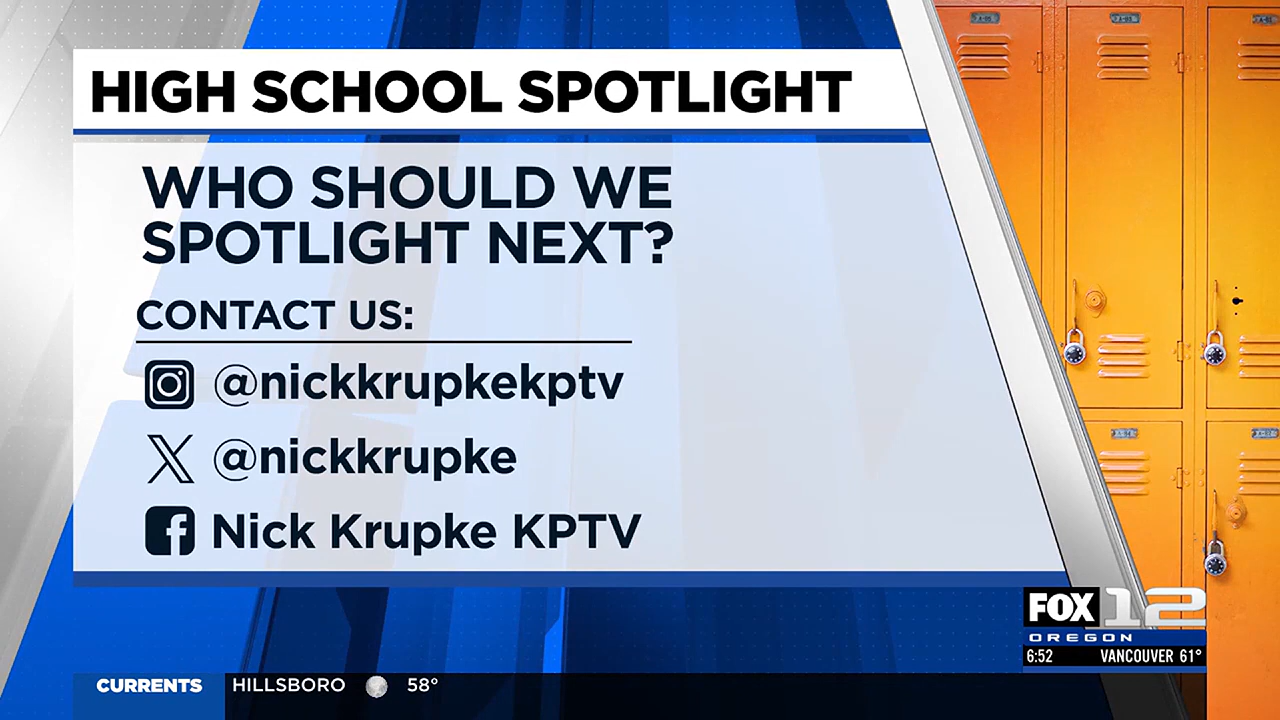 HIGH SCHOOL SPOTLIGHT
WHO SHOULD WE
SPOTLIGHT NEXT?
CONTACT US:
@nickkrupkekptv
@nickkrupke
Nick Krupke KPTV
FOX 12
OREGON
6:52 VANCOUVER 61°
CURRENTS HILLSBORO 58°